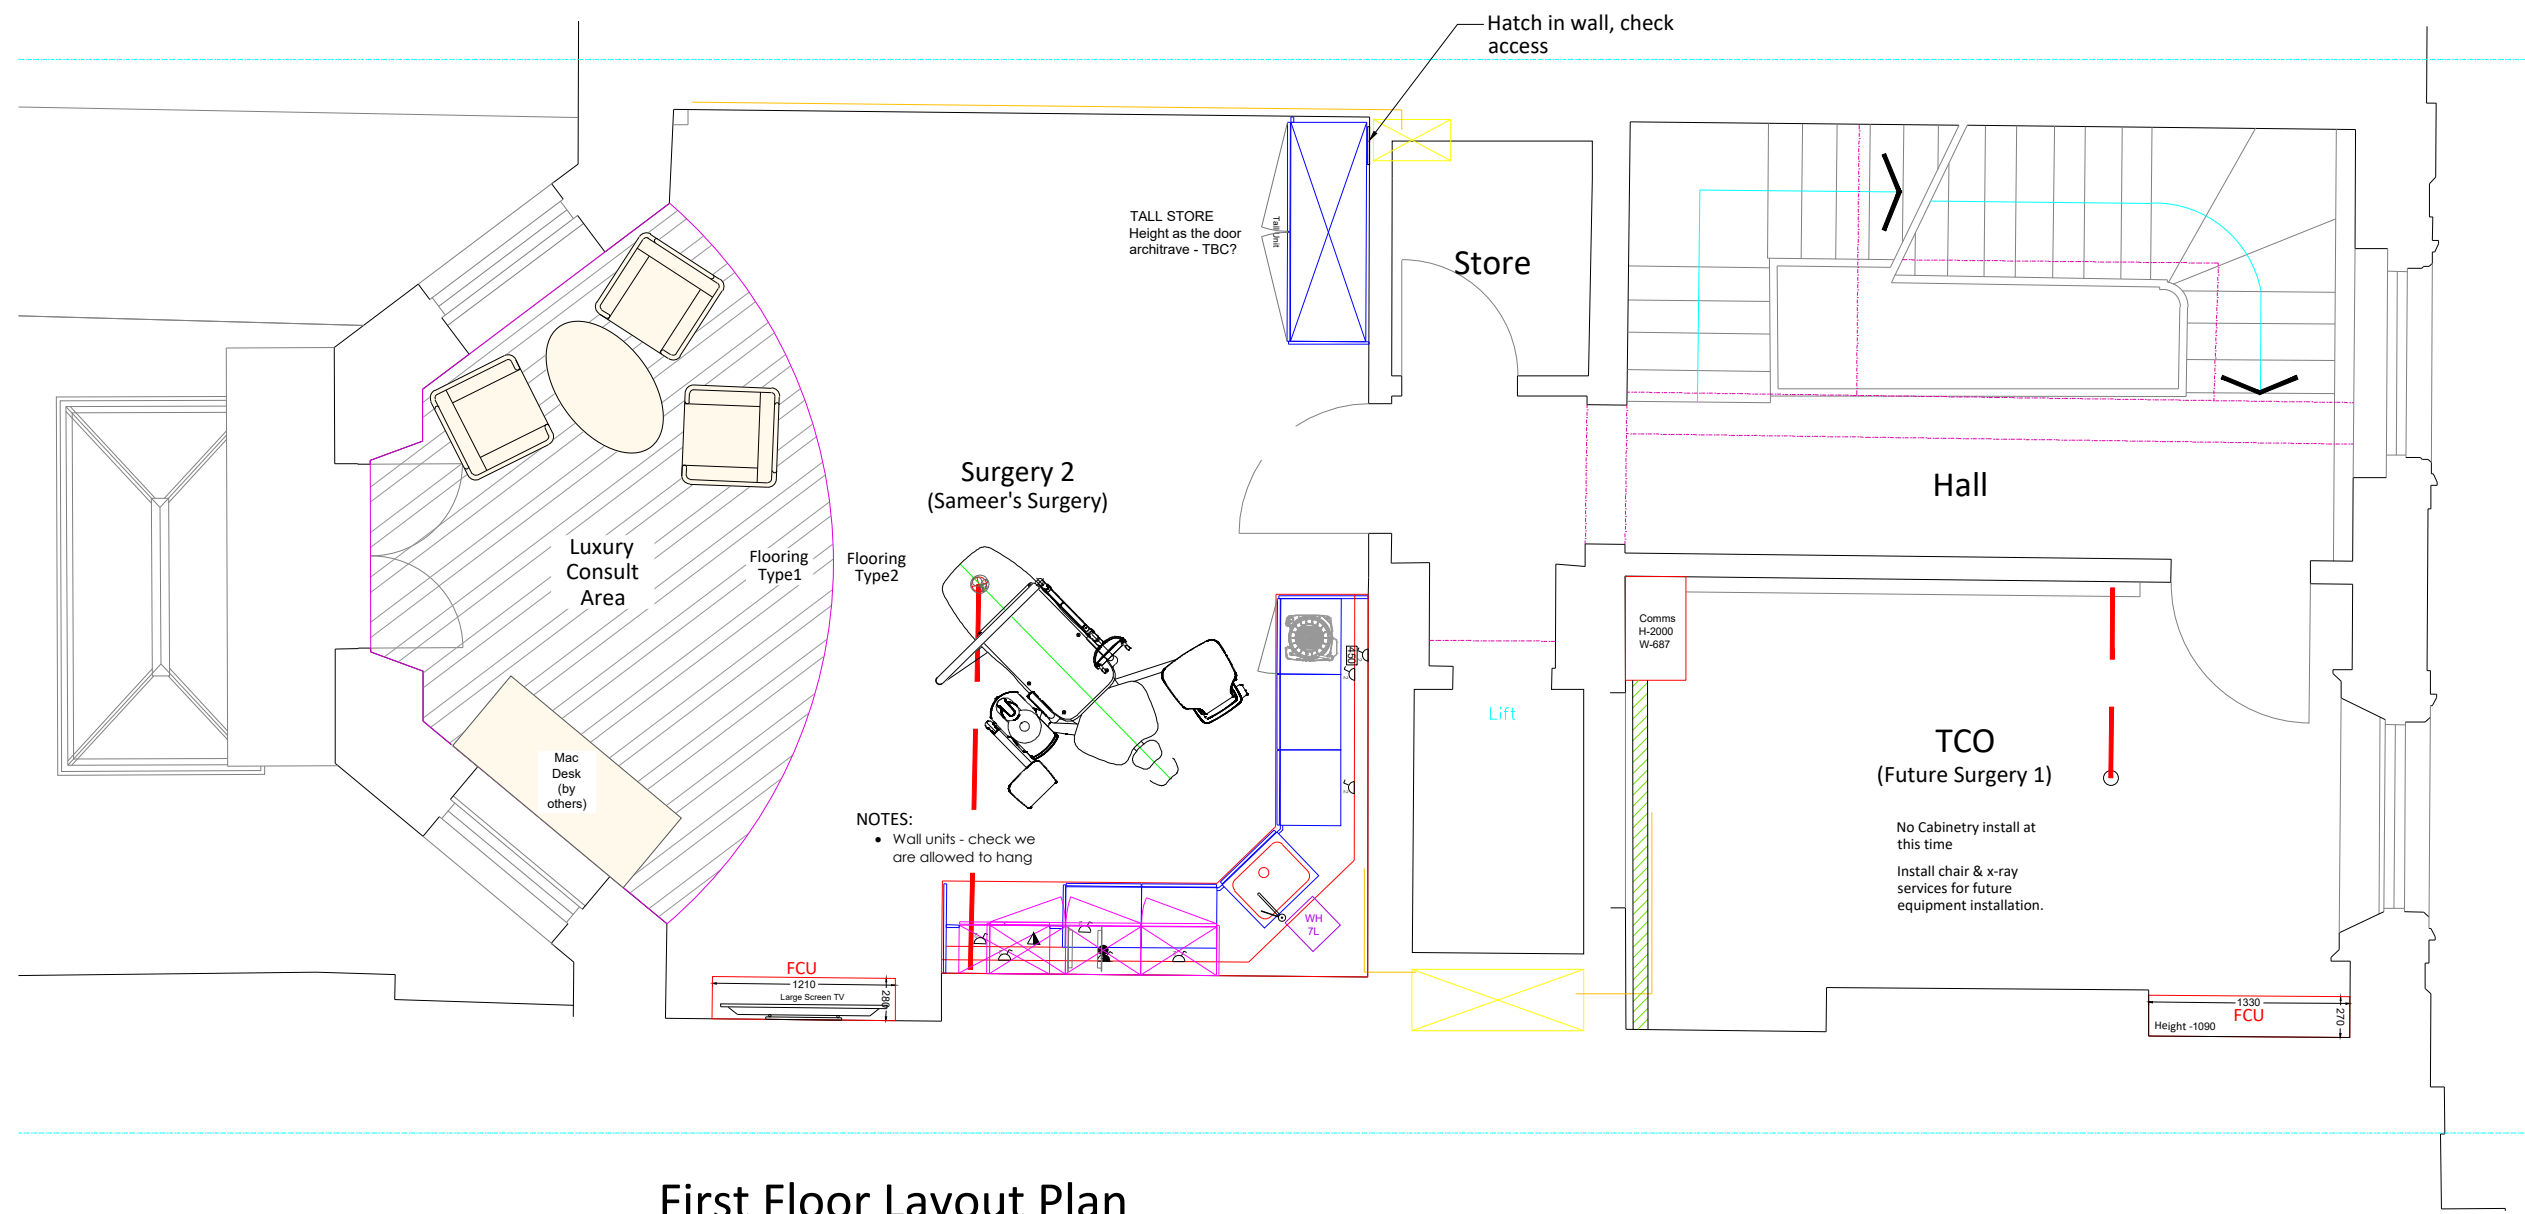 Hatch in wall, check
access
TALL STORE
Height as the door
architrave - TBC?
Tall Unit
Store
Surgery 2
(Sameer's Surgery)
Hall
Luxury
Consult
Area
Flooring
Type1
Flooring
Type2
Comms
H-2000
W-687
450
Lift
TCO
(Future Surgery 1)
Mac
Desk
(by
others)
NOTES:
• Wall units - check we
are allowed to hang
No Cabinetry install at
this time
Install chair & x-ray
services for future
equipment installation.
WH
7L
FCU
1210
Large Screen TV
280
1330
FCU
Height -1090
270
First Floor Layout Plan